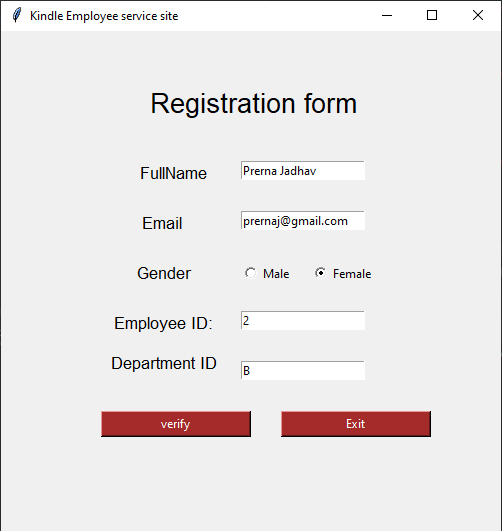 Kindle Employee service site
Registration form
FullName Prerna Jadhav
Email prernaj@gmail.com
Gender Male Female
Employee ID: 2
Department ID B
verify Exit